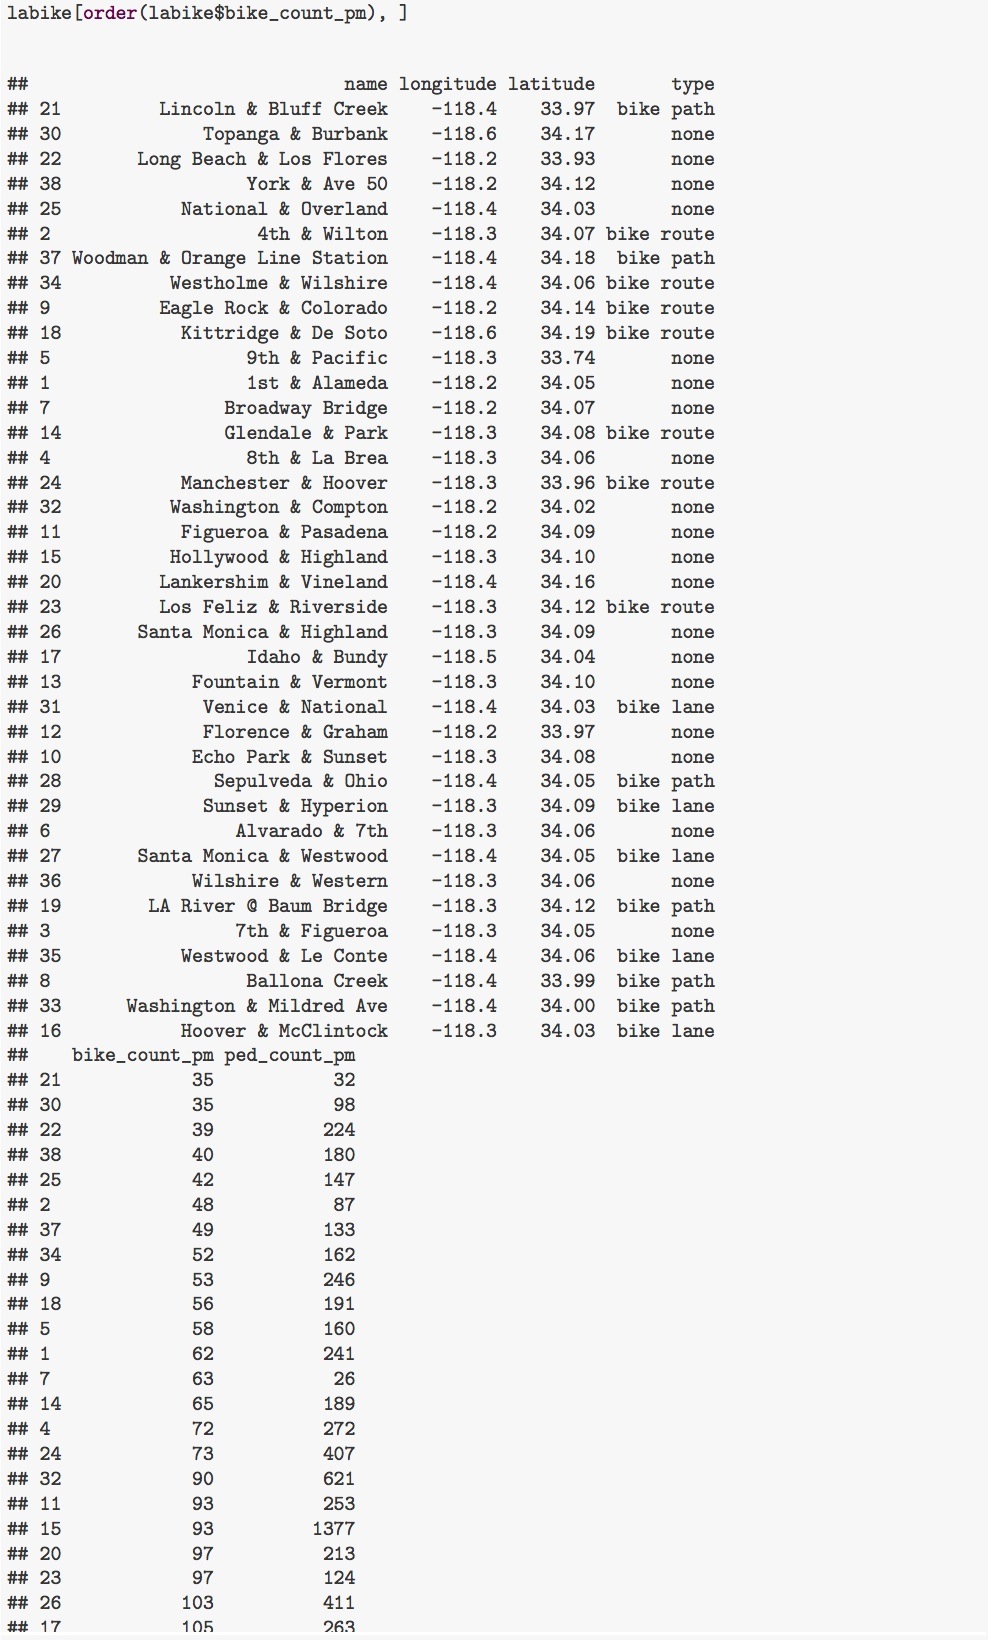 labike[order(labike$bike_count_pm), ]
## name longitude latitude type
## 21 Lincoln & Bluff Creek -118.4 33.97 bike path
## 30 Topanga & Burbank -118.6 34.17 none
## 22 Long Beach & Los Flores -118.2 33.93 none
## 38 York & Ave 50 -118.2 34.12 none
## 25 National & Overland -118.4 34.03 none
## 2 4th & Wilton -118.3 34.07 bike route
## 37 Woodman & Orange Line Station -118.4 34.18 bike path
## 34 Westholme & Wilshire -118.4 34.06 bike route
## 9 Eagle Rock & Colorado -118.2 34.14 bike route
## 18 Kittridge & De Soto -118.6 34.19 bike route
## 5 9th & Pacific -118.3 33.74 none
## 1 1st & Alameda -118.2 34.05 none
## 7 Broadway Bridge -118.2 34.07 none
## 14 Glendale & Park -118.3 34.08 bike route
## 4 8th & La Brea -118.3 34.06 none
## 24 Manchester & Hoover -118.3 33.96 bike route
## 32 Washington & Compton -118.2 34.02 none
## 11 Figueroa & Pasadena -118.2 34.09 none
## 15 Hollywood & Highland -118.3 34.10 none
## 20 Lankershim & Vineland -118.4 34.16 none
## 23 Los Feliz & Riverside -118.3 34.12 bike route
## 26 Santa Monica & Highland -118.3 34.09 none
## 17 Idaho & Bundy -118.5 34.04 none
## 13 Fountain & Vermont -118.3 34.10 none
## 31 Venice & National -118.4 34.03 bike lane
## 12 Florence & Graham -118.2 33.97 none
## 10 Echo Park & Sunset -118.3 34.08 none
## 28 Sepulveda & Ohio -118.4 34.05 bike path
## 29 Sunset & Hyperion -118.3 34.09 bike lane
## 6 Alvarado & 7th -118.3 34.06 none
## 27 Santa Monica & Westwood -118.4 34.05 bike lane
## 36 Wilshire & Western -118.3 34.06 none
## 19 LA River @ Baum Bridge -118.3 34.12 bike path
## 3 7th & Figueroa -118.3 34.05 none
## 35 Westwood & Le Conte -118.4 34.06 bike lane
## 8 Ballona Creek -118.4 33.99 bike path
## 33 Washington & Mildred Ave -118.4 34.00 bike path
## 16 Hoover & McClintock -118.3 34.03 bike lane
## bike_count_pm ped_count_pm
## 21 35 32
## 30 35 98
## 22 39 224
## 38 40 180
## 25 42 147
## 2 48 87
## 37 49 133
## 34 52 162
## 9 53 246
## 18 56 191
## 5 58 160
## 1 62 241
## 7 63 26
## 14 65 189
## 4 72 272
## 24 73 407
## 32 90 621
## 11 93 253
## 15 93 1377
## 20 97 213
## 23 97 124
## 26 103 411
## 17 105 263